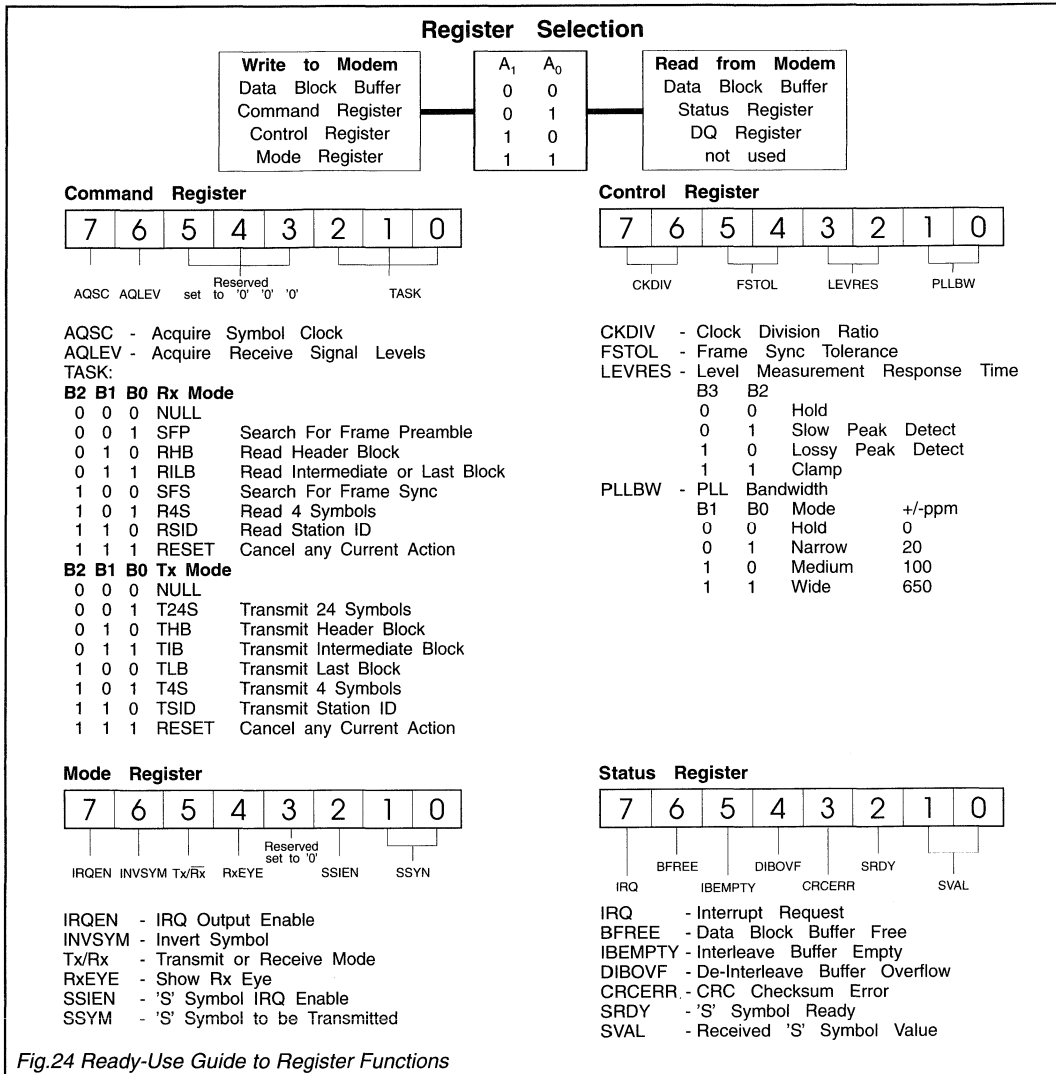 Register Selection
Write to Modem
Data Block Buffer
Command Register
Control Register
Mode Register
A1 A0
0 0
0 1
1 0
1 1
Read from Modem
Data Block Buffer
Status Register
DQ Register
not used
Command Register
7 6 5 4 3 2 1 0
AQSC AQLEV Reserved set to '0' '0' '0' TASK
AQSC - Acquire Symbol Clock
AQLEV - Acquire Receive Signal Levels
TASK:
B2 B1 B0 Rx Mode
0 0 0 NULL
0 0 1 SFP Search For Frame Preamble
0 1 0 RHB Read Header Block
0 1 1 RILB Read Intermediate or Last Block
1 0 0 SFS Search For Frame Sync
1 0 1 R4S Read 4 Symbols
1 1 0 RSID Read Station ID
1 1 1 RESET Cancel any Current Action
B2 B1 B0 Tx Mode
0 0 0 NULL
0 0 1 T24S Transmit 24 Symbols
0 1 0 THB Transmit Header Block
0 1 1 TIB Transmit Intermediate Block
1 0 0 TLB Transmit Last Block
1 0 1 T4S Transmit 4 Symbols
1 1 0 TSID Transmit Station ID
1 1 1 RESET Cancel any Current Action
Control Register
7 6 5 4 3 2 1 0
CKDIV FSTOL LEVRES PLLBW
CKDIV - Clock Division Ratio
FSTOL - Frame Sync Tolerance
LEVRES - Level Measurement Response Time
B3 B2
0 0 Hold
0 1 Slow Peak Detect
1 0 Lossy Peak Detect
1 1 Clamp
PLLBW - PLL Bandwidth
B1 B0 Mode +/-ppm
0 0 Hold 0
0 1 Narrow 20
1 0 Medium 100
1 1 Wide 650
Mode Register
7 6 5 4 3 2 1 0
IRQEN INVSYM Tx/R̅x̅ RxEYE Reserved set to '0' SSIEN SSYN
IRQEN - IRQ Output Enable
INVSYM - Invert Symbol
Tx/Rx - Transmit or Receive Mode
RxEYE - Show Rx Eye
SSIEN - 'S' Symbol IRQ Enable
SSYM - 'S' Symbol to be Transmitted
Status Register
7 6 5 4 3 2 1 0
IRQ BFREE IBEMPTY DIBOVF CRCERR SRDY SVAL
IRQ - Interrupt Request
BFREE - Data Block Buffer Free
IBEMPTY - Interleave Buffer Empty
DIBOVF - De-Interleave Buffer Overflow
CRCERR - CRC Checksum Error
SRDY - 'S' Symbol Ready
SVAL - Received 'S' Symbol Value
Fig.24 Ready-Use Guide to Register Functions